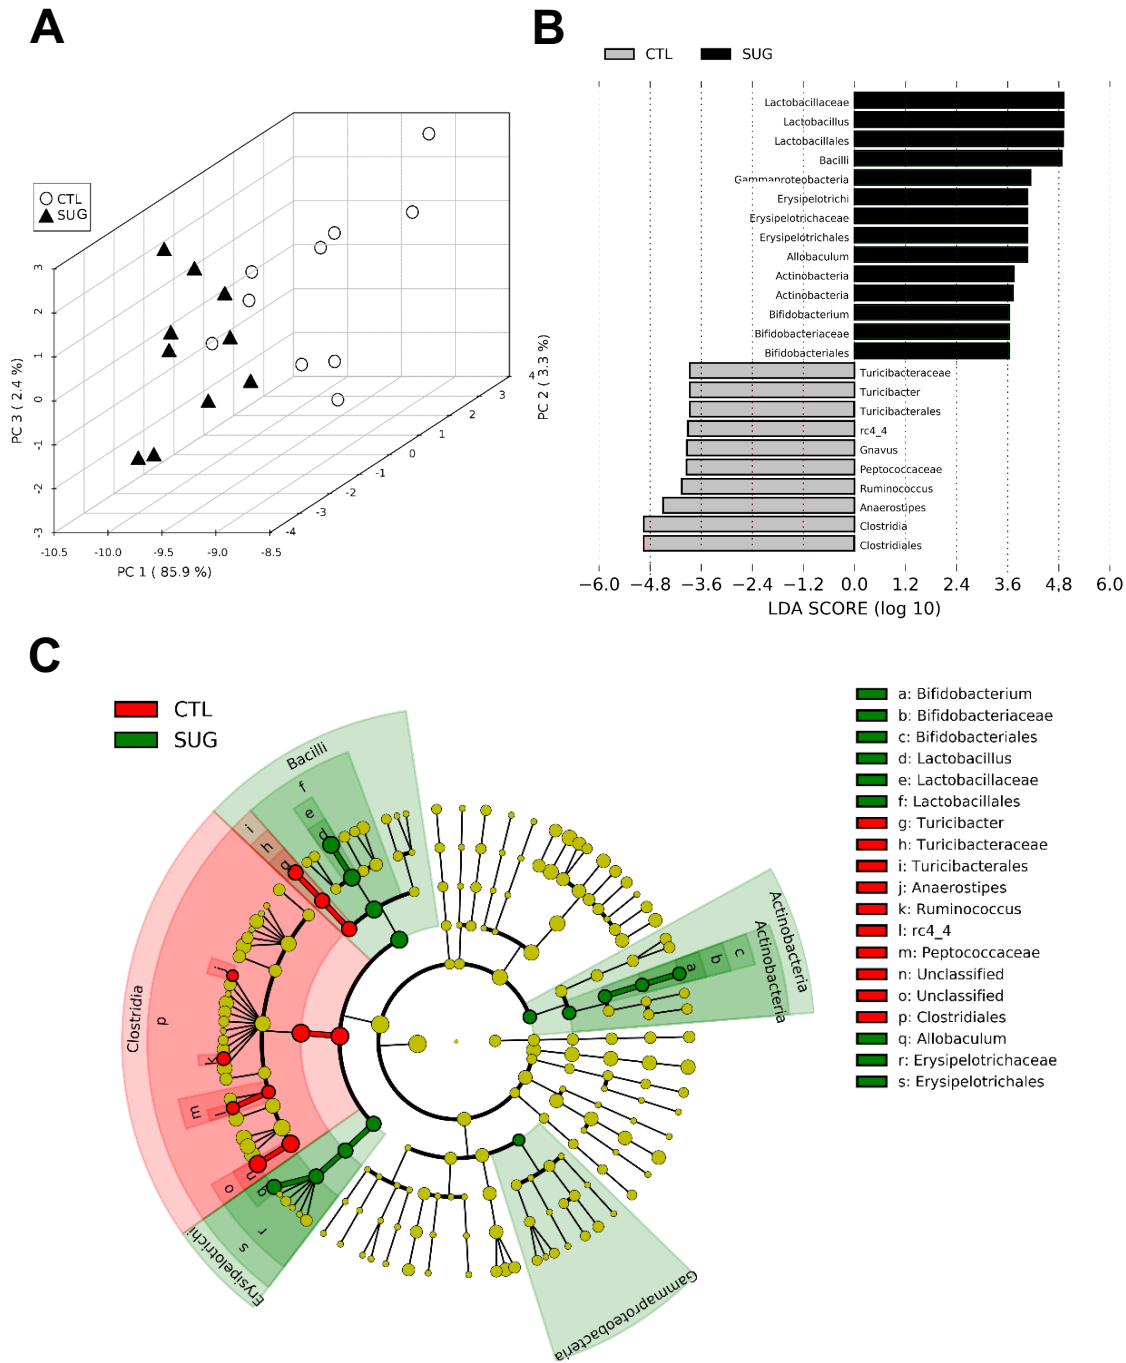 A
CTL
SUG
3
2
1
0
-1
-2
-3
PC 3 ( 2.4 %)
-10.5
-10.0
-9.5
-9.0
-8.5
PC 1 ( 85.9 %)
-4
-3
-2
-1
0
1
2
3
4
PC 2 ( 3.3 %)
B
CTL
SUG
Lactobacillaceae
Lactobacillus
Lactobacillales
Bacilli
Gammaproteobacteria
Erysipelotrichi
Erysipelotrichaceae
Erysipelotrichales
Allobaculum
Actinobacteria
Actinobacteria
Bifidobacterium
Bifidobacteriaceae
Bifidobacteriales
Turicibacteraceae
Turicibacter
Turicibacterales
rc4_4
Gnavus
Peptococcaceae
Ruminococcus
Anaerostipes
Clostridia
Clostridiales
−6.0 −4.8 −3.6 −2.4 −1.2 0.0 1.2 2.4 3.6 4.8 6.0
LDA SCORE (log 10)
C
CTL
SUG
Bacilli
f
e
d
i
h
g
Clostridia
p
j
k
l
m
n
o
q
r
s
Erysipelotrichi
Gammaproteobacteria
Actinobacteria
Actinobacteria
a
b
c
a: Bifidobacterium
b: Bifidobacteriaceae
c: Bifidobacteriales
d: Lactobacillus
e: Lactobacillaceae
f: Lactobacillales
g: Turicibacter
h: Turicibacteraceae
i: Turicibacterales
j: Anaerostipes
k: Ruminococcus
l: rc4_4
m: Peptococcaceae
n: Unclassified
o: Unclassified
p: Clostridiales
q: Allobaculum
r: Erysipelotrichaceae
s: Erysipelotrichales